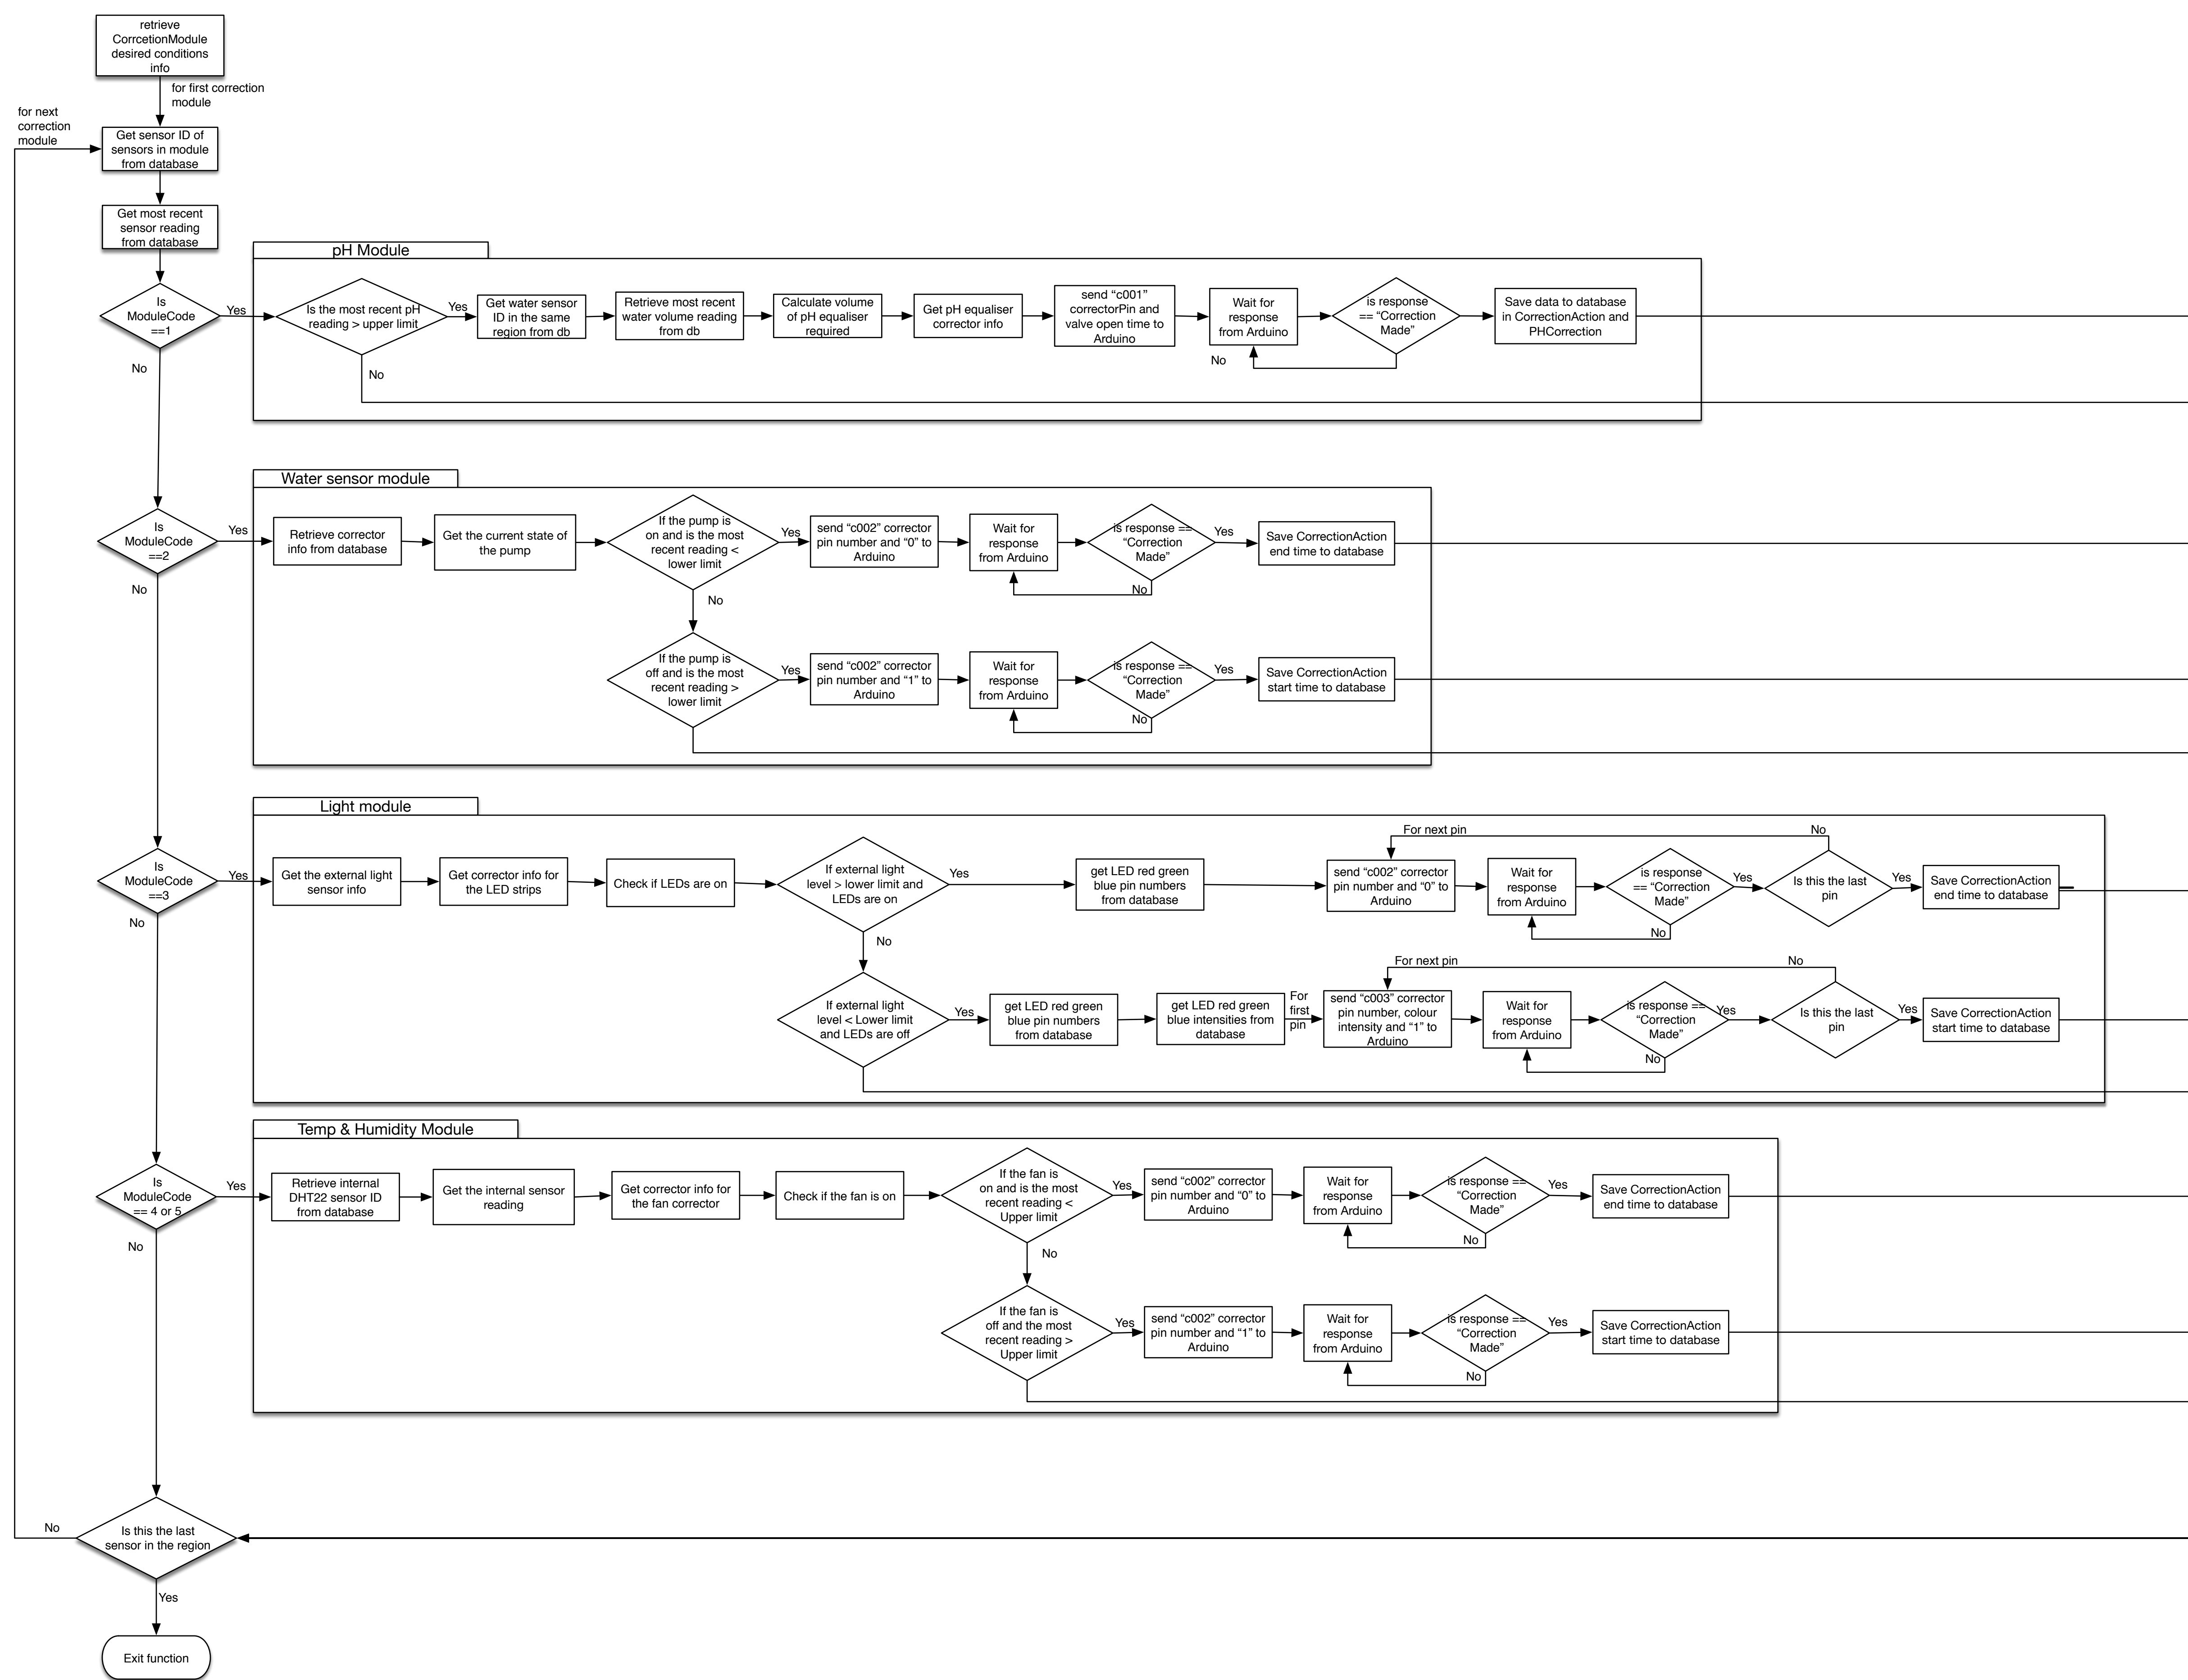 retrieve
CorrcetionModule
desired conditions
info
for first correction
module
for next
correction
module
Get sensor ID of
sensors in module
from database
Get most recent
sensor reading
from database
pH Module
Is
ModuleCode
==1
Yes
Is the most recent pH
reading > upper limit
Yes
Get water sensor
ID in the same
region from db
Retrieve most recent
water volume reading
from db
Calculate volume
of pH equaliser
required
Get pH equaliser
corrector info
send “c001”
correctorPin and
valve open time to
Arduino
Wait for
response
from Arduino
is response
== “Correction
Made”
Save data to database
in CorrectionAction and
PHCorrection
No
No
No
Water sensor module
Is
ModuleCode
==2
Yes
Retrieve corrector
info from database
Get the current state of
the pump
If the pump is
on and is the most
recent reading <
lower limit
Yes
send “c002” corrector
pin number and “0” to
Arduino
Wait for
response
from Arduino
is response ==
“Correction
Made”
Yes
Save CorrectionAction
end time to database
No
No
No
If the pump is
off and is the most
recent reading >
lower limit
Yes
send “c002” corrector
pin number and “1” to
Arduino
Wait for
response
from Arduino
is response ==
“Correction
Made”
Yes
Save CorrectionAction
start time to database
No
Light module
Is
ModuleCode
==3
Yes
Get the external light
sensor info
Get corrector info for
the LED strips
Check if LEDs are on
If external light
level > lower limit and
LEDs are on
Yes
get LED red green
blue pin numbers
from database
For next pin
No
send “c002” corrector
pin number and “0” to
Arduino
Wait for
response
from Arduino
is response
== “Correction
Made”
Yes
Is this the last
pin
Yes
Save CorrectionAction
end time to database
No
No
No
If external light
level < Lower limit
and LEDs are off
Yes
get LED red green
blue pin numbers
from database
get LED red green
blue intensities from
database
For
first
pin
For next pin
No
send “c003” corrector
pin number, colour
intensity and “1” to
Arduino
Wait for
response
from Arduino
is response ==
“Correction
Made”
Yes
Is this the last
pin
Yes
Save CorrectionAction
start time to database
No
Temp & Humidity Module
Is
ModuleCode
== 4 or 5
Yes
Retrieve internal
DHT22 sensor ID
from database
Get the internal sensor
reading
Get corrector info for
the fan corrector
Check if the fan is on
If the fan is
on and is the most
recent reading <
Upper limit
Yes
send “c002” corrector
pin number and “0” to
Arduino
Wait for
response
from Arduino
is response ==
“Correction
Made”
Yes
Save CorrectionAction
end time to database
No
No
No
If the fan is
off and the most
recent reading >
Upper limit
Yes
send “c002” corrector
pin number and “1” to
Arduino
Wait for
response
from Arduino
is response ==
“Correction
Made”
Yes
Save CorrectionAction
start time to database
No
No
Is this the last
sensor in the region
Yes
Exit function